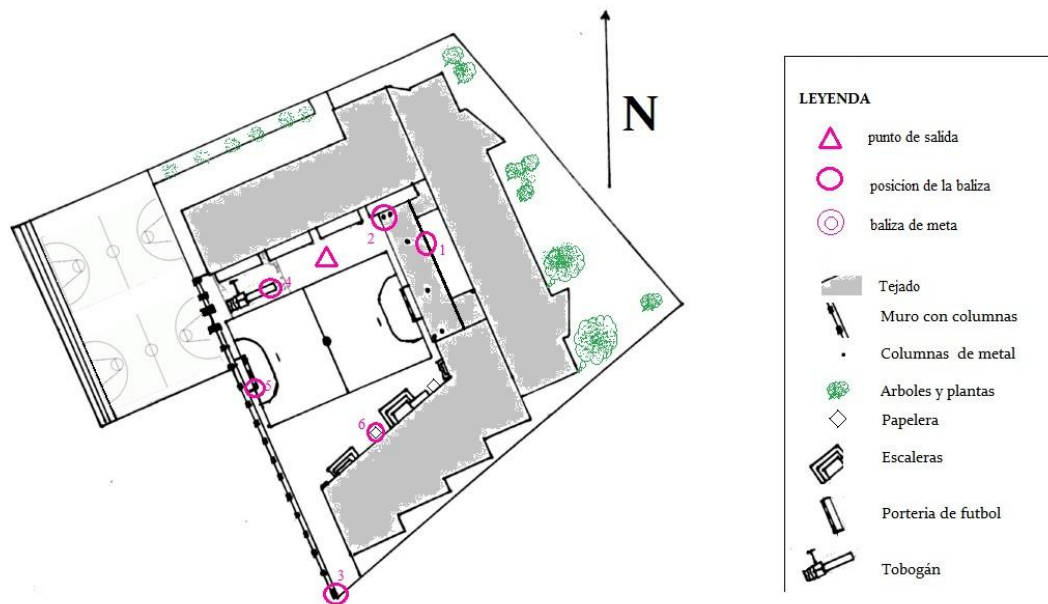 N
2
1
4
5
6
3
LEYENDA
punto de salida
posicion de la baliza
baliza de meta
Tejado
Muro con columnas
Columnas de metal
Arboles y plantas
Papelera
Escaleras
Porteria de futbol
Tobogán